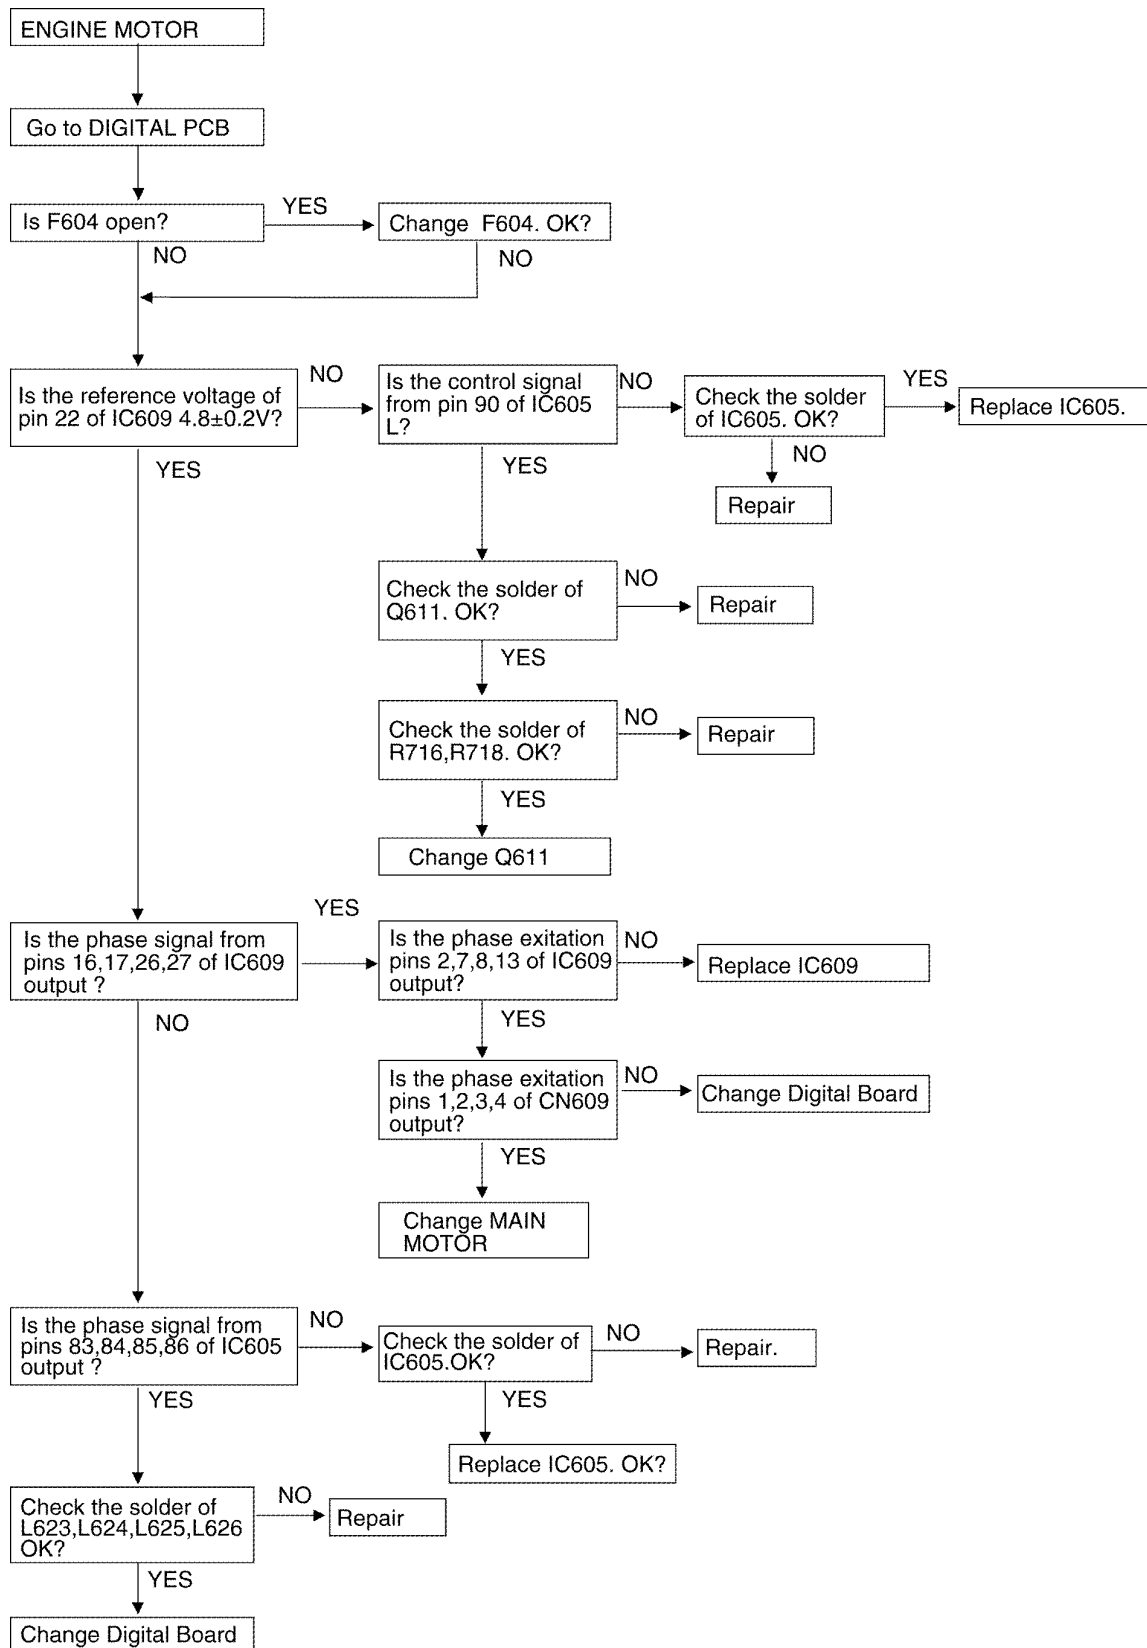 ENGINE MOTOR
Go to DIGITAL PCB
Is F604 open?
YES
Change F604. OK?
NO
NO
Is the reference voltage of
pin 22 of IC609 4.8±0.2V?
NO
Is the control signal
from pin 90 of IC605
L?
NO
Check the solder
of IC605. OK?
YES
Replace IC605.
NO
Repair
YES
YES
Check the solder of
Q611. OK?
NO
Repair
YES
Check the solder of
R716,R718. OK?
NO
Repair
YES
Change Q611
Is the phase signal from
pins 16,17,26,27 of IC609
output ?
YES
Is the phase exitation
pins 2,7,8,13 of IC609
output?
NO
Replace IC609
NO
YES
Is the phase exitation
pins 1,2,3,4 of CN609
output?
NO
Change Digital Board
YES
Change MAIN
MOTOR
Is the phase signal from
pins 83,84,85,86 of IC605
output ?
NO
Check the solder of
IC605.OK?
NO
Repair.
YES
YES
Replace IC605. OK?
Check the solder of
L623,L624,L625,L626
OK?
NO
Repair
YES
Change Digital Board